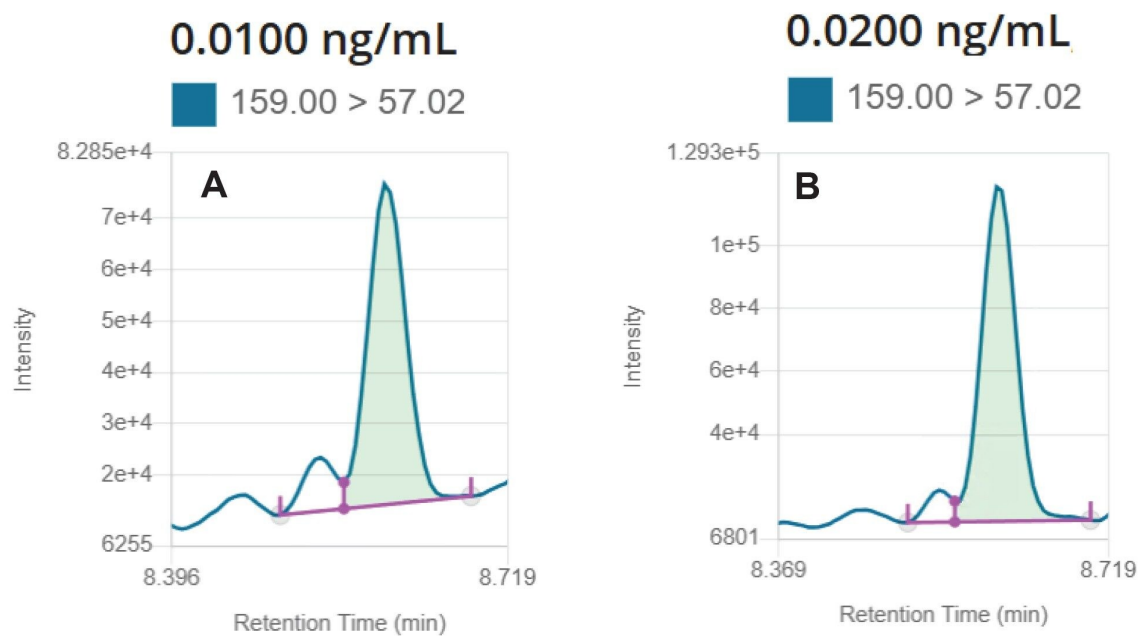 0.0100 ng/mL
159.00 > 57.02
8.285e+4
A
7e+4
6e+4
5e+4
4e+4
3e+4
2e+4
6255
8.396
8.719
Intensity
Retention Time (min)
0.0200 ng/mL
159.00 > 57.02
1.293e+5
B
1e+5
8e+4
6e+4
4e+4
6801
8.369
8.719
Intensity
Retention Time (min)